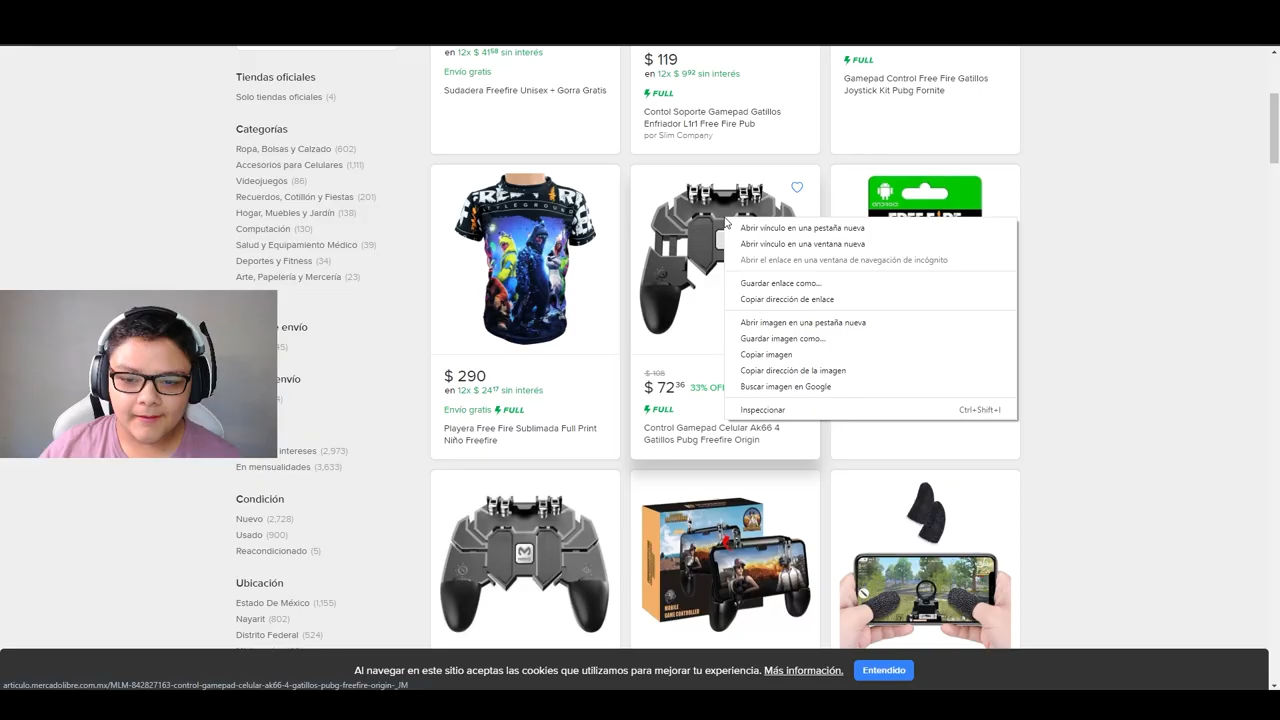 Tiendas oficiales
Solo tiendas oficiales (4)
Categorías
Ropa, Bolsas y Calzado (602)
Accesorios para Celulares (1,111)
Videojuegos (86)
Recuerdos, Cotillón y Fiestas (201)
Hogar, Muebles y Jardín (138)
Computación (130)
Salud y Equipamiento Médico (39)
Deportes y Fitness (34)
Arte, Papelería y Mercería (23)
e envío
45)
envío
4)
intereses (2,973)
En mensualidades (3,633)
Condición
Nuevo (2,728)
Usado (900)
Reacondicionado (5)
Ubicación
Estado De México (1,155)
Nayarit (802)
Distrito Federal (524)
en 12x $ 41⁵⁸ sin interés
Envío gratis
Sudadera Freefire Unisex + Gorra Gratis
$ 119
en 12x $ 9⁹² sin interés
FULL
Contol Soporte Gamepad Gatillos
Enfriador L1r1 Free Fire Pub
por Slim Company
FULL
Gamepad Control Free Fire Gatillos
Joystick Kit Pubg Fornite
$ 290
en 12x $ 24¹⁷ sin interés
Envío gratis FULL
Playera Free Fire Sublimada Full Print
Niño Freefire
$ 108
$ 72³⁶ 33% OFF
FULL
Control Gamepad Celular Ak66 4
Gatillos Pubg Freefire Origin
ANDROID
FREE FIRE
Abrir vínculo en una pestaña nueva
Abrir vínculo en una ventana nueva
Abrir el enlace en una ventana de navegación de incógnito
Guardar enlace como...
Copiar dirección de enlace
Abrir imagen en una pestaña nueva
Guardar imagen como...
Copiar imagen
Copiar dirección de la imagen
Buscar imagen en Google
Inspeccionar Ctrl+Shift+I
MOBILE
GAME CONTROLLER
Al navegar en este sitio aceptas las cookies que utilizamos para mejorar tu experiencia. Más información. Entendido
articulo.mercadolibre.com.mx/MLM-842827163-control-gamepad-celular-ak66-4-gatillos-pubg-freefire-origin-_JM